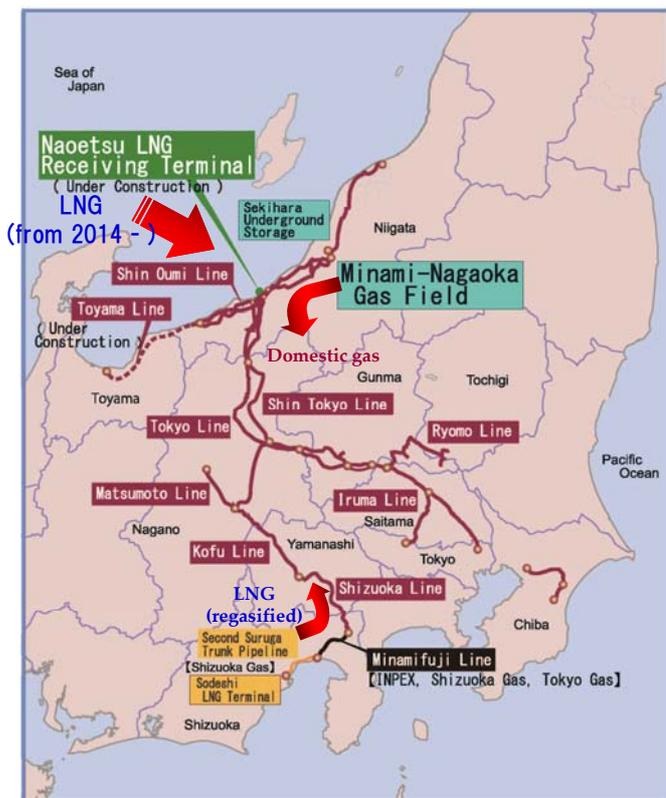 Sea of
Japan
Naoetsu LNG
Receiving Terminal
( Under Construction )
LNG
(from 2014 - )
Sekihara
Underground
Storage
Niigata
Shin Oumi Line
Minami-Nagaoka
Gas Field
Toyama Line
( Under
Construction )
Domestic gas
Toyama
Gunma
Tochigi
Shin Tokyo Line
Tokyo Line
Ryomo Line
Pacific
Ocean
Matsumoto Line
Iruma Line
Saitama
Nagano
Yamanashi
Kofu Line
Tokyo
LNG
(regasified)
Shizuoka Line
Chiba
Second Suruga
Trunk Pipeline
【Shizuoka Gas】
Minamifuji Line
【INPEX, Shizuoka Gas, Tokyo Gas】
Sodeshi
LNG Terminal
Shizuoka